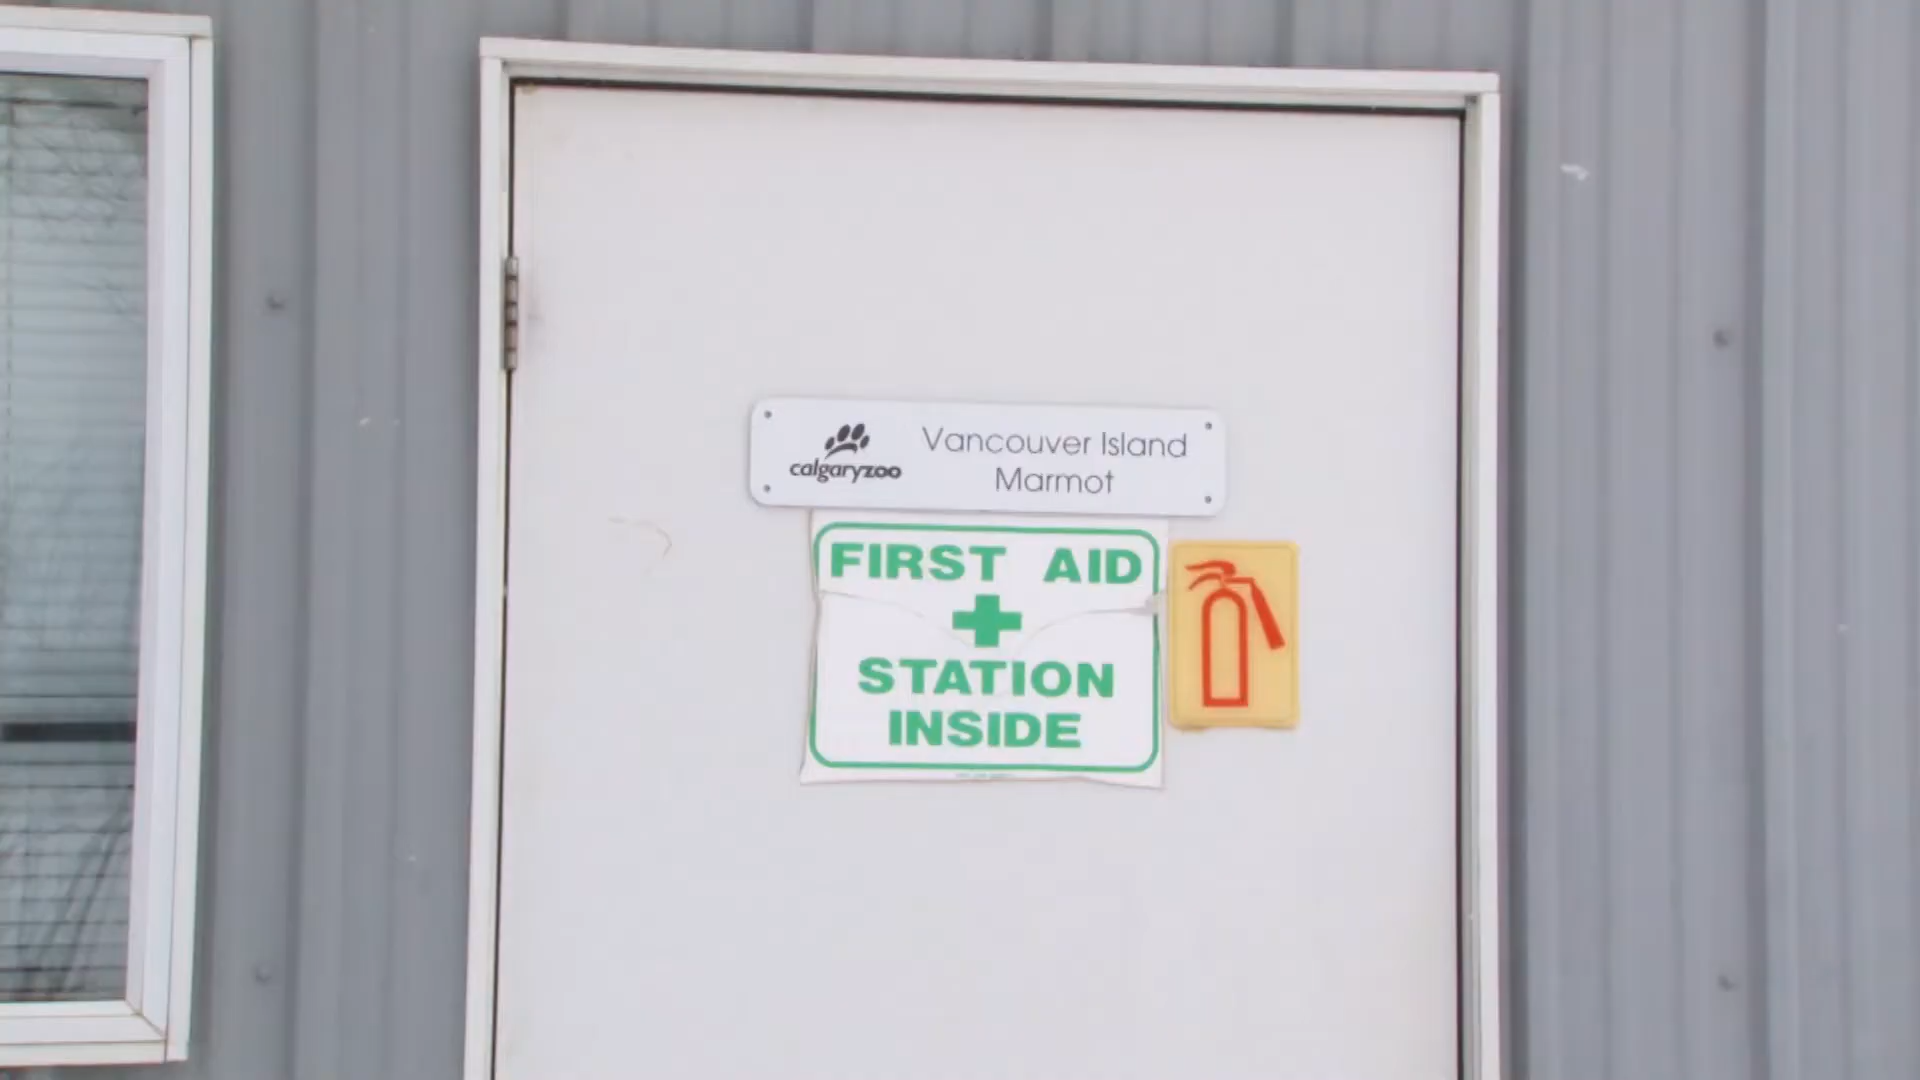 calgaryzoo
Vancouver Island
Marmot
FIRST AID
STATION
INSIDE